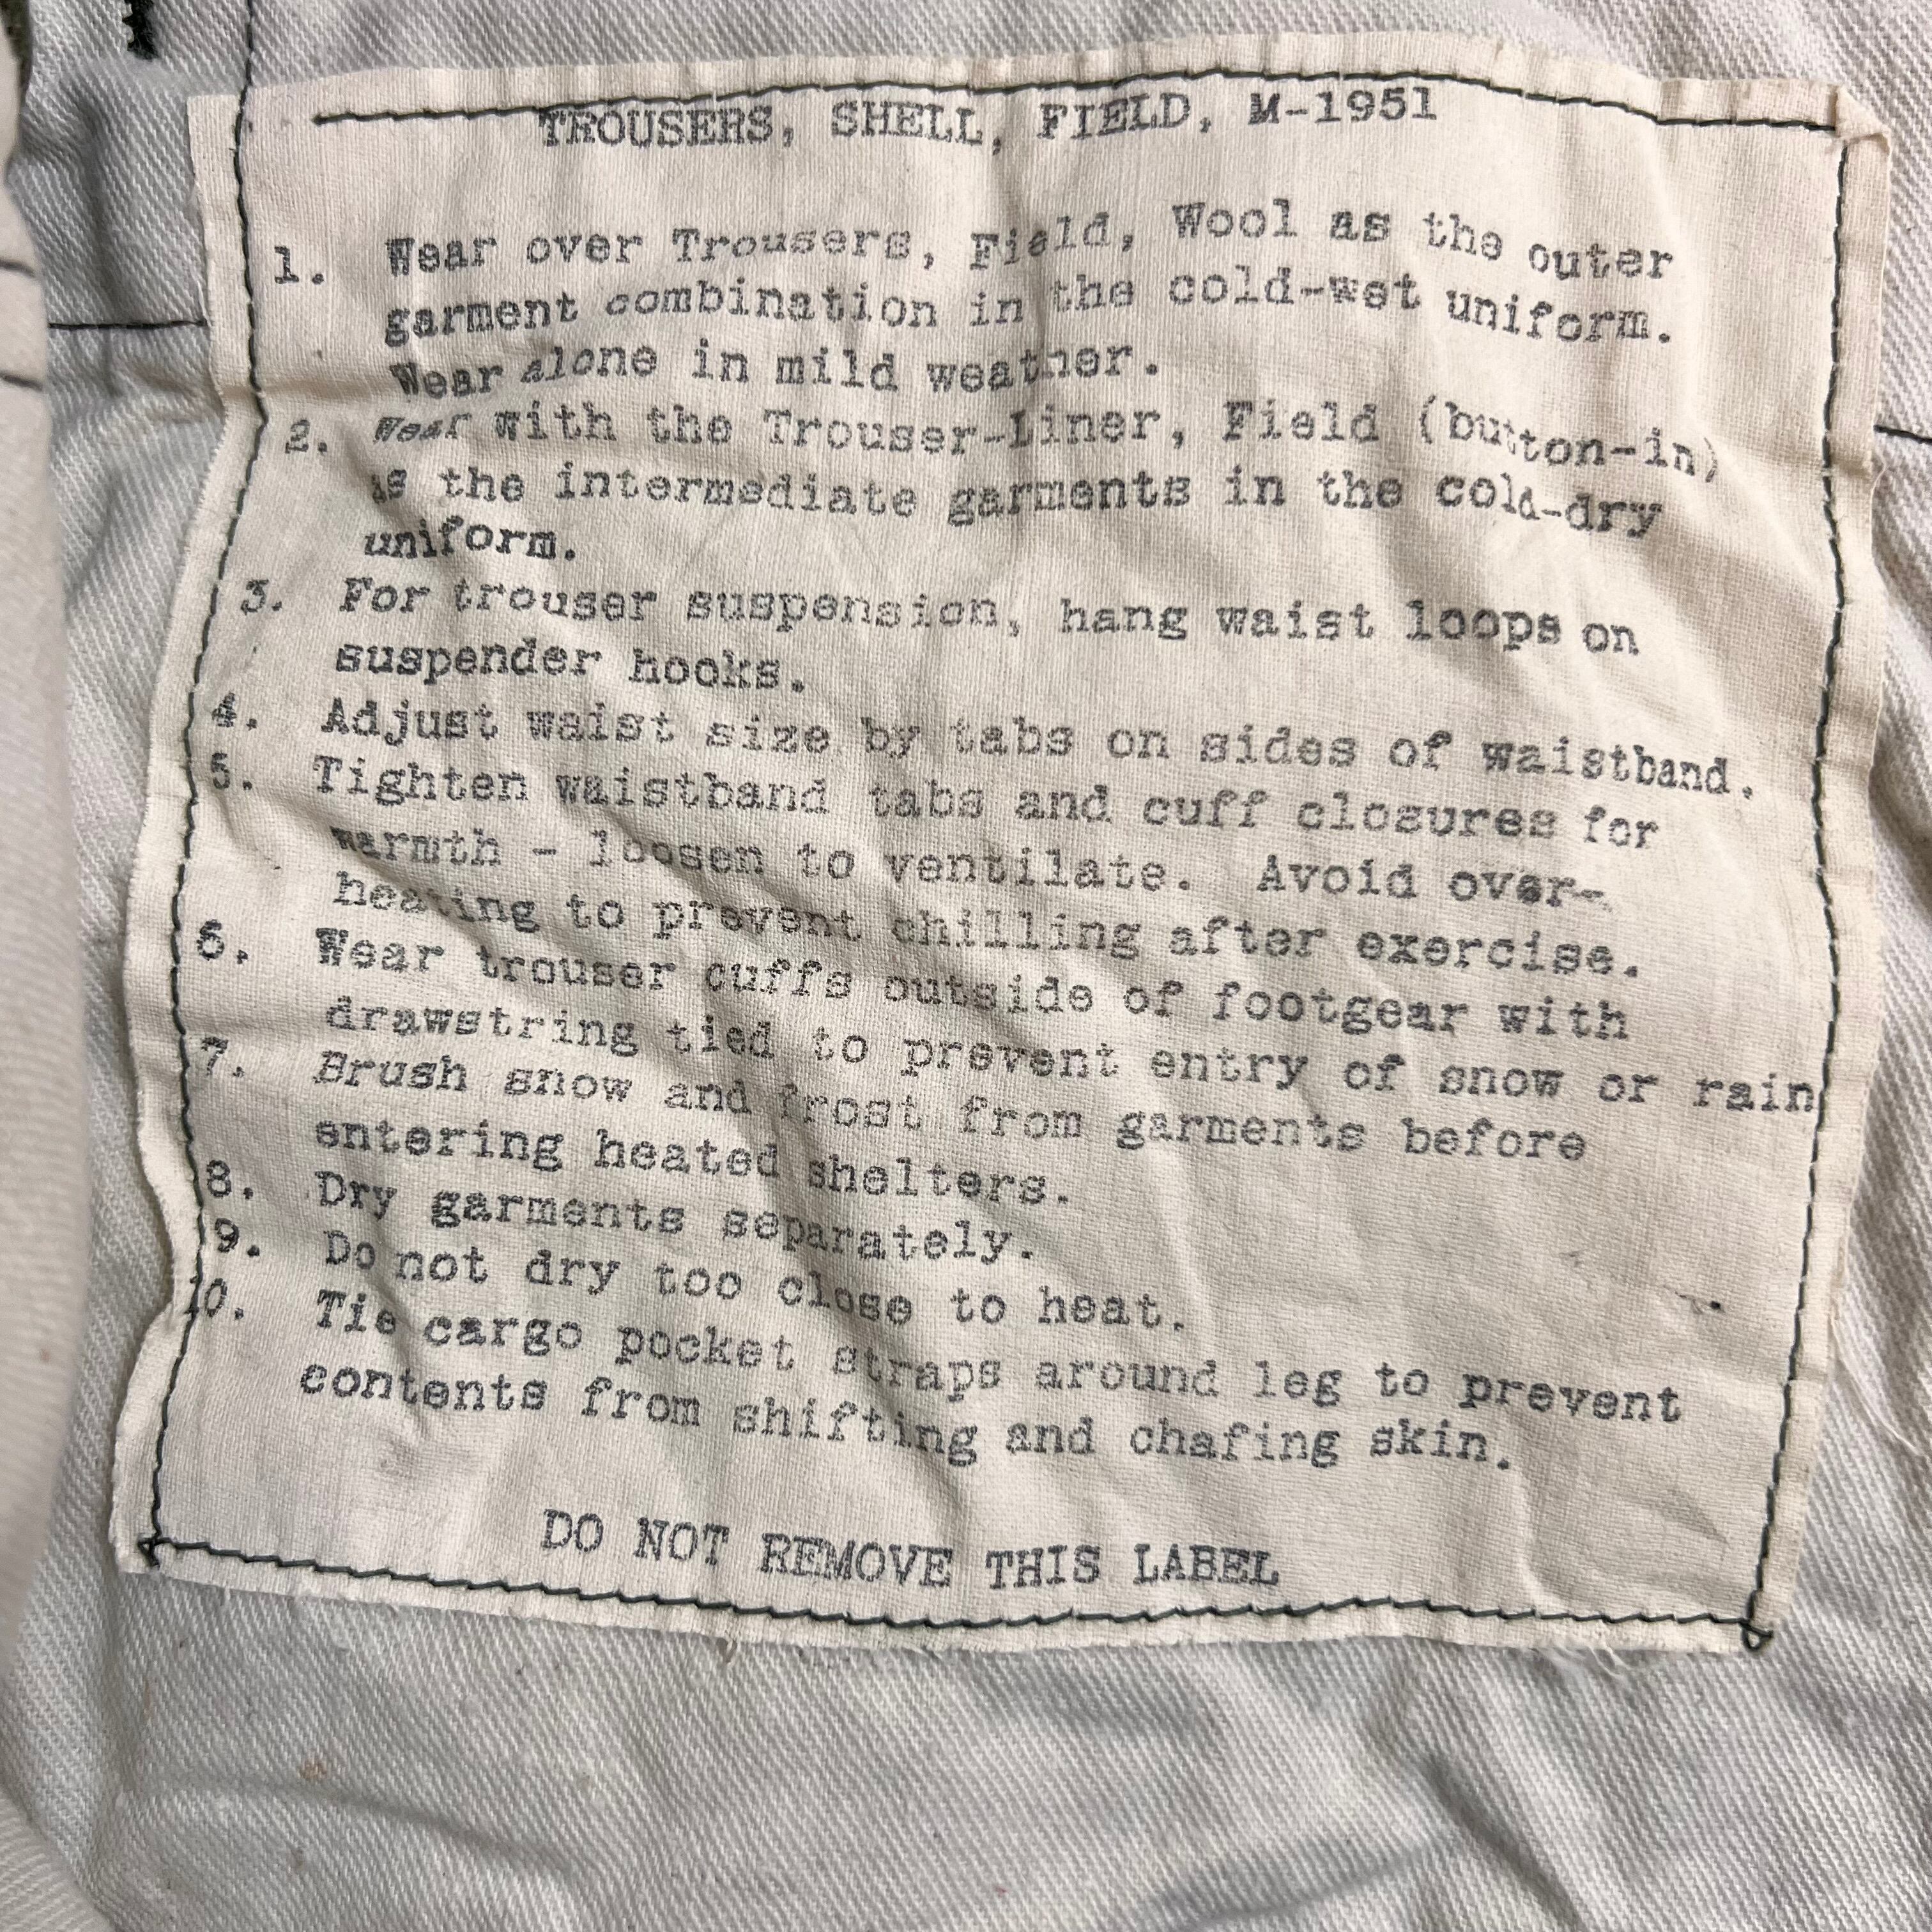 TROUSERS, SHELL, FIELD, M-1951
1. Wear over Trousers, Field, Wool as the outer
garment combination in the cold-wet uniform.
Wear alone in mild weather.
2. Wear with the Trouser-Liner, Field (button-in)
as the intermediate garments in the cold-dry
uniform.
3. For trouser suspension, hang waist loops on
suspender hooks.
4. Adjust waist size by tabs on sides of waistband.
5. Tighten waistband tabs and cuff closures for
warmth - loosen to ventilate. Avoid over-
heating to prevent chilling after exercise.
6. Wear trouser cuffs outside of footgear with
drawstring tied to prevent entry of snow or rain
7. Brush snow and frost from garments before
entering heated shelters.
8. Dry garments separately.
9. Do not dry too close to heat.
10. Tie cargo pocket straps around leg to prevent
contents from shifting and chafing skin.
DO NOT REMOVE THIS LABEL